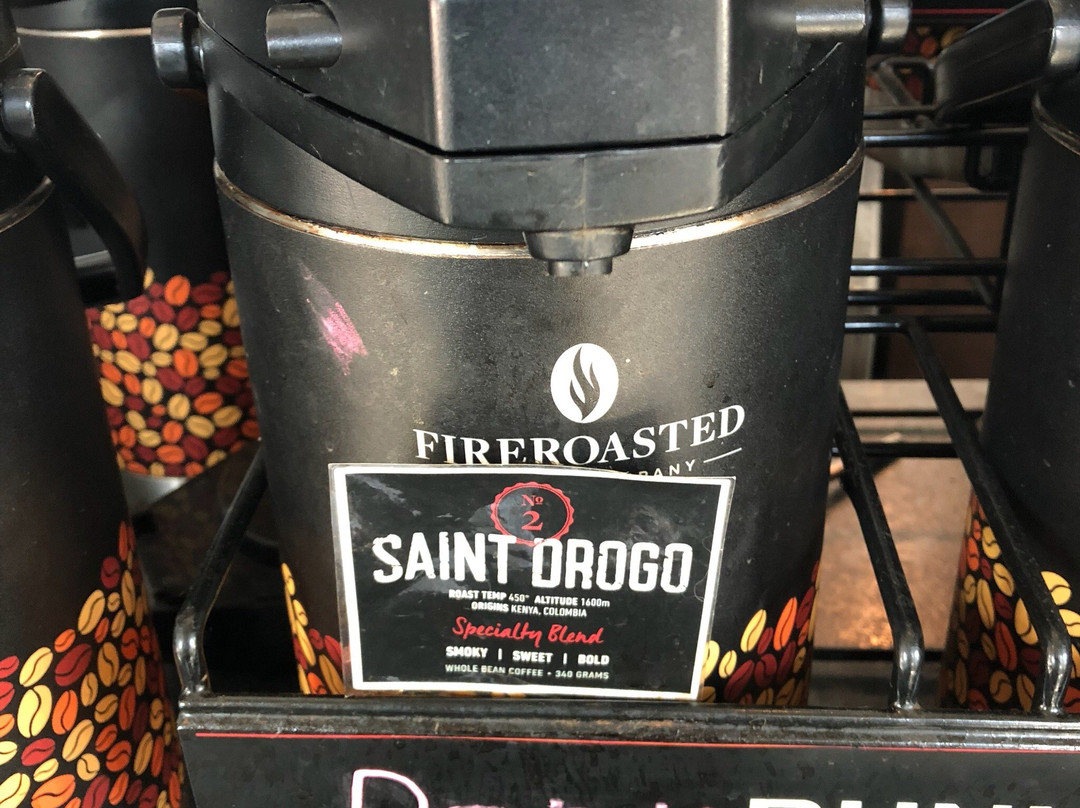 FIREROASTED
No
2
SAINT DROGO
ROAST TEMP 450° ALTITUDE 1600m
ORIGINS KENYA, COLOMBIA
Specialty Blend
SMOKY | SWEET | BOLD
WHOLE BEAN COFFEE • 340 GRAMS